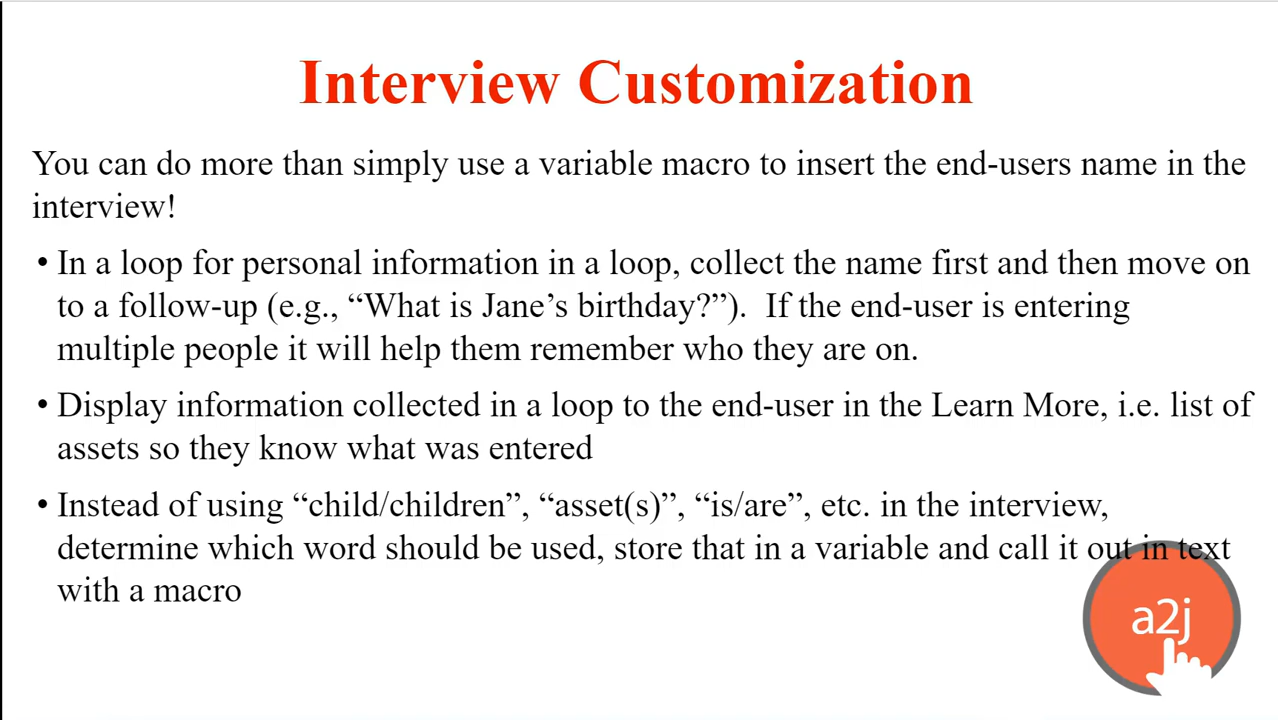 Interview Customization
You can do more than simply use a variable macro to insert the end-users name in the
interview!
• In a loop for personal information in a loop, collect the name first and then move on
to a follow-up (e.g., “What is Jane’s birthday?”).  If the end-user is entering
multiple people it will help them remember who they are on.
• Display information collected in a loop to the end-user in the Learn More, i.e. list of
assets so they know what was entered
• Instead of using “child/children”, “asset(s)”, “is/are”, etc. in the interview,
determine which word should be used, store that in a variable and call it out in text
with a macro
a2j